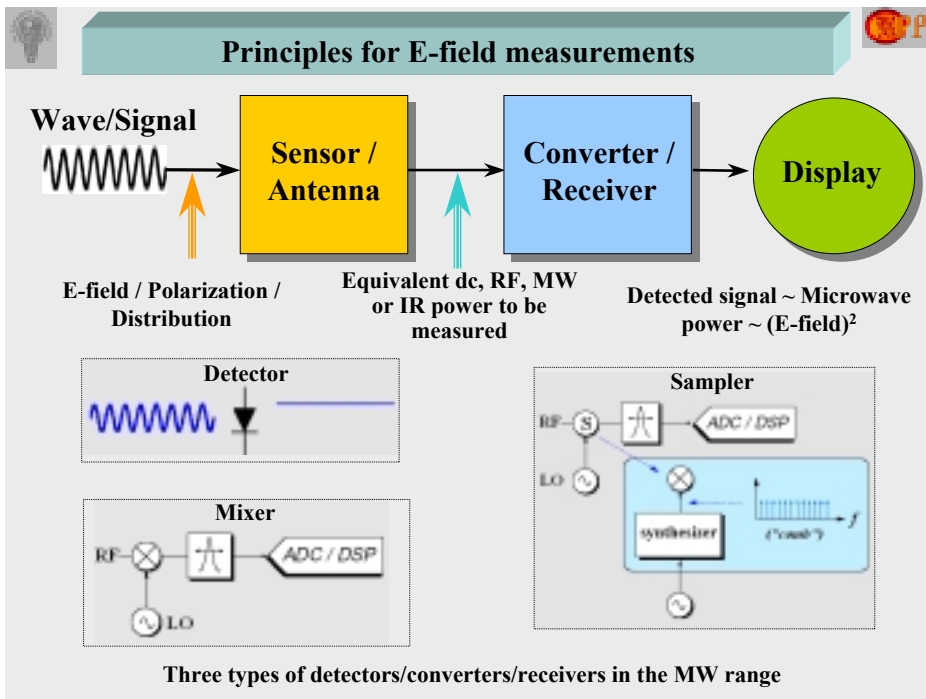 Principles for E-field measurements
Wave/Signal
Sensor /
Antenna
Converter /
Receiver
Display
E-field / Polarization /
Distribution
Equivalent dc, RF, MW
or IR power to be
measured
Detected signal ~ Microwave
power ~ (E-field)²
Detector
Sampler
RF
S
ADC / DSP
LO
synthesizer
f
("comb")
Mixer
RF
ADC / DSP
LO
Three types of detectors/converters/receivers in the MW range